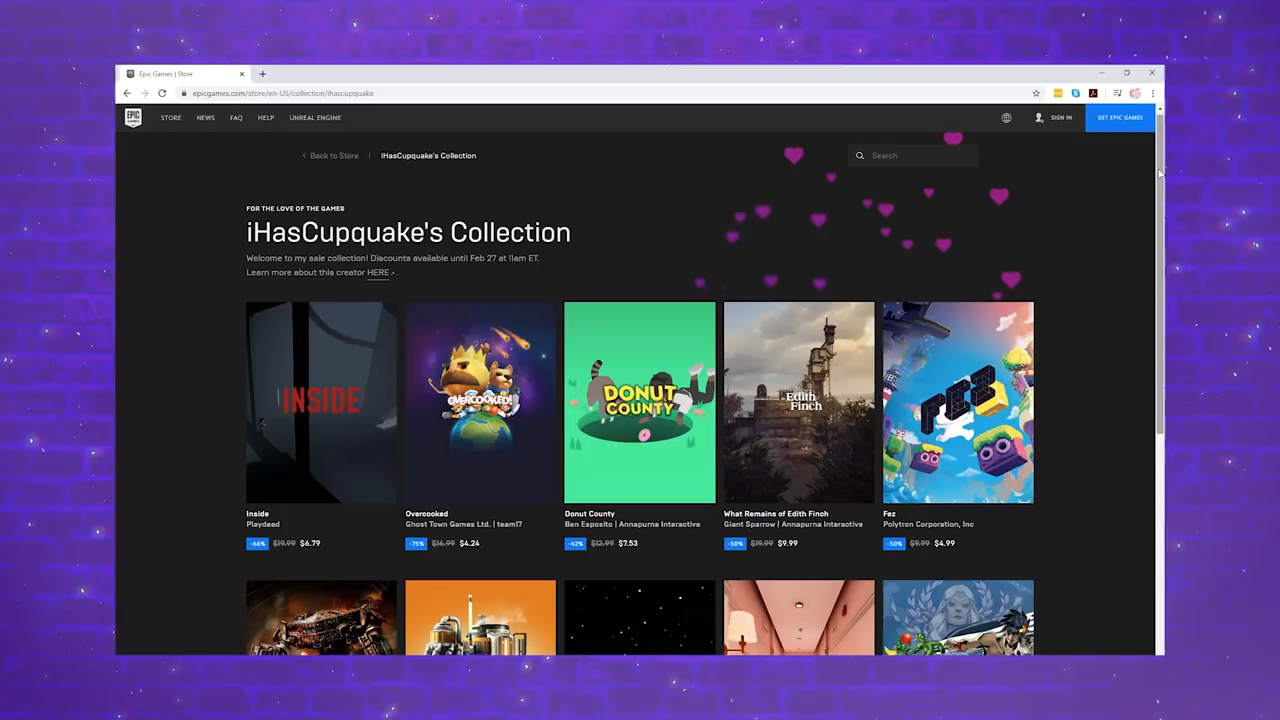 Epic Games | Store
epicgames.com/store/en-US/collection/ihascupquake
EPIC GAMES
STORE NEWS FAQ HELP UNREAL ENGINE SIGN IN GET EPIC GAMES
Back to Store | iHasCupquake's Collection Search
FOR THE LOVE OF THE GAMES
iHasCupquake's Collection
Welcome to my sale collection! Discounts available until Feb 27 at 11am ET.
Learn more about this creator HERE.
INSIDE
OVERCOOKED!
DONUT
COUNTY
Edith
Finch
FEZ
Inside
Playdead
-66% $19.99 $6.79
Overcooked
Ghost Town Games Ltd. | team17
-75% $16.99 $4.24
Donut County
Ben Esposito | Annapurna Interactive
-42% $12.99 $7.53
What Remains of Edith Finch
Giant Sparrow | Annapurna Interactive
-50% $19.99 $9.99
Fez
Polytron Corporation, Inc
-50% $9.99 $4.99